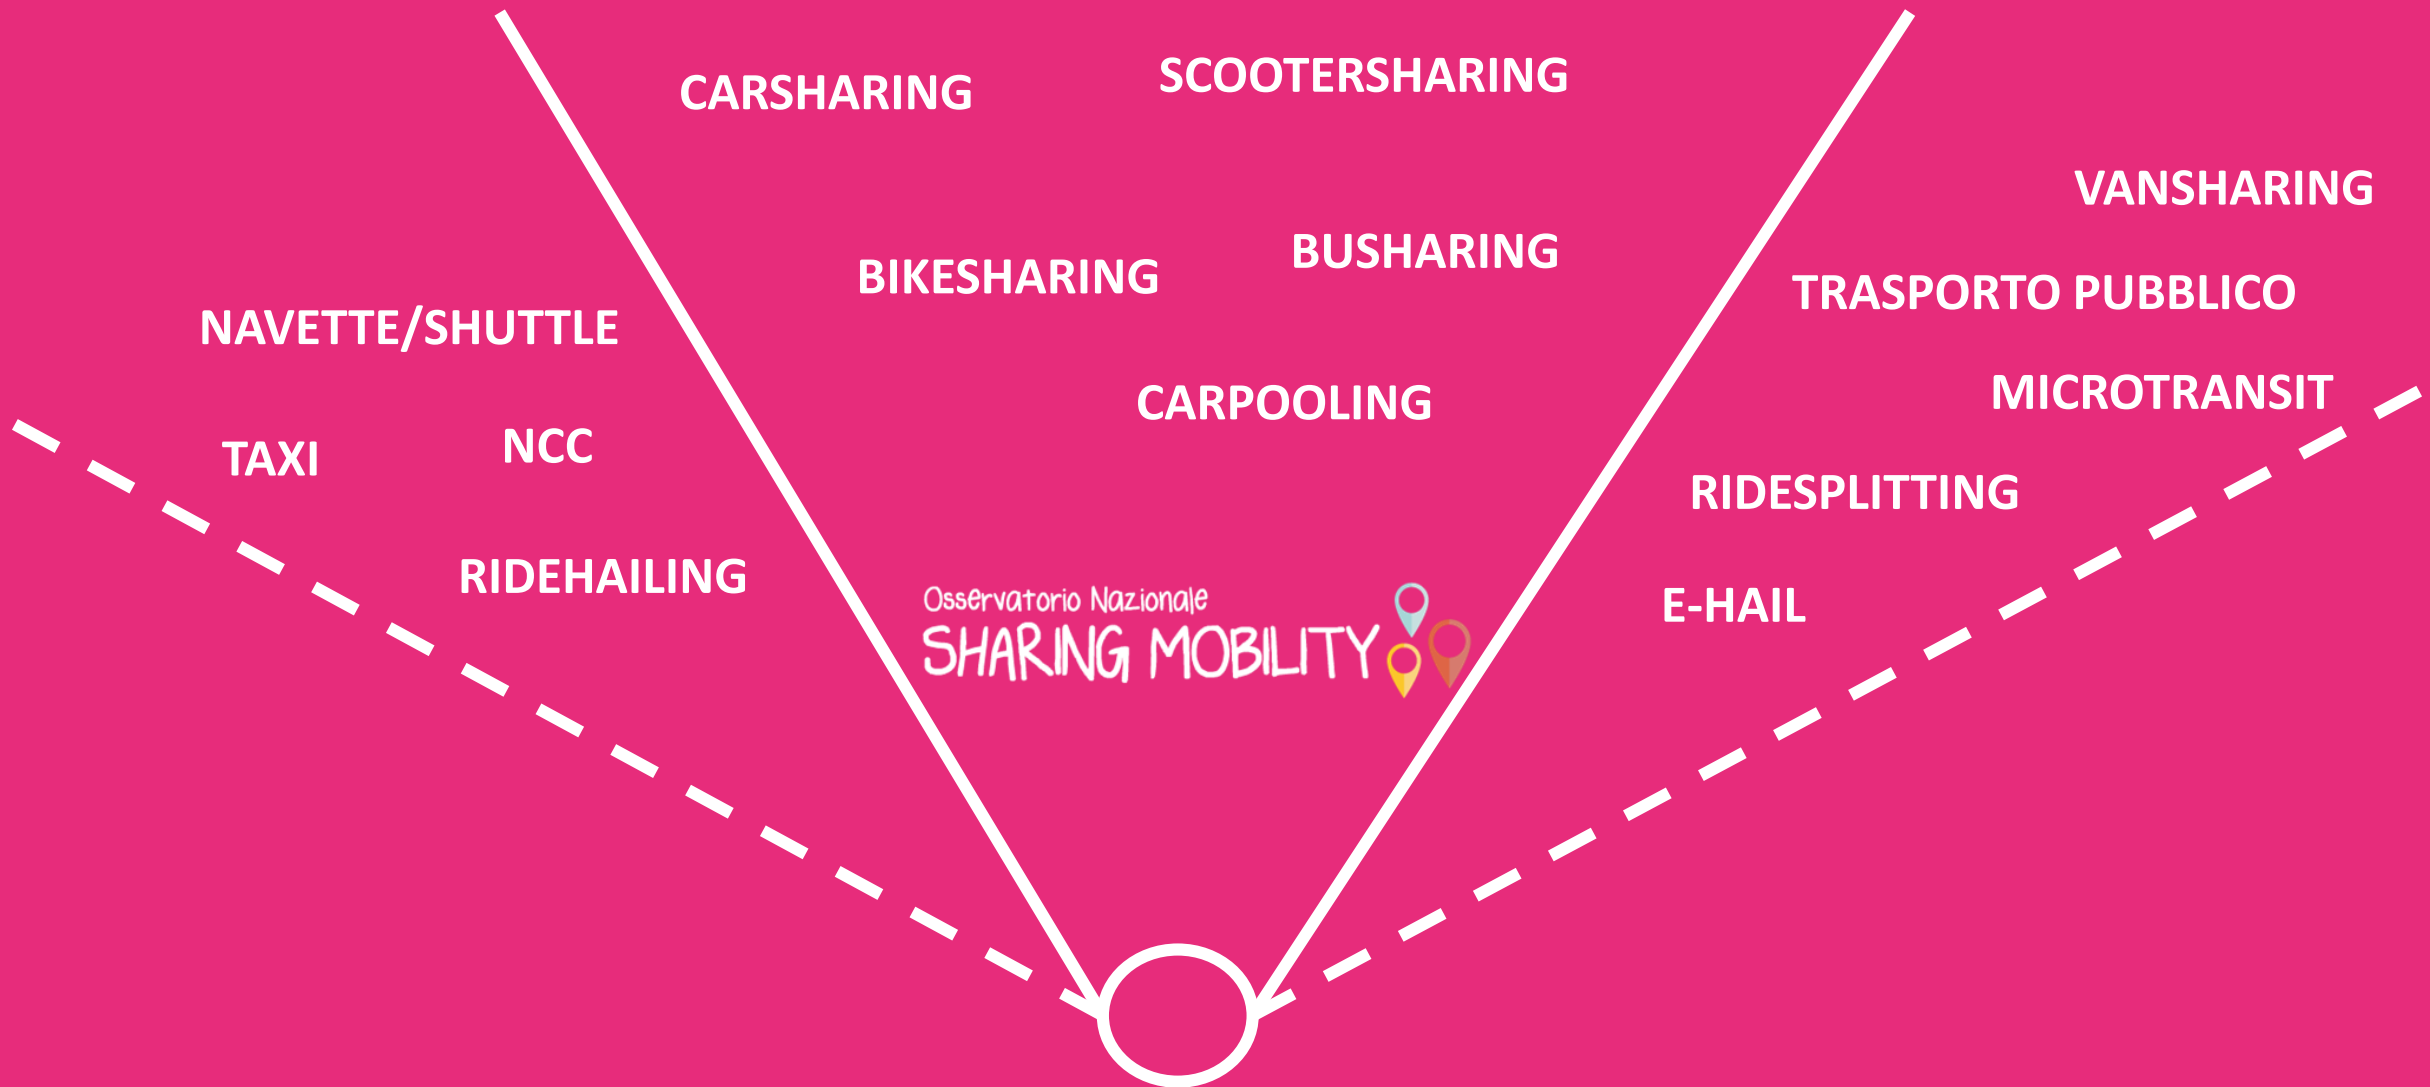 CARSHARING
SCOOTERSHARING
VANSHARING
BIKESHARING
BUSHARING
TRASPORTO PUBBLICO
NAVETTE/SHUTTLE
CARPOOLING
MICROTRANSIT
TAXI
NCC
RIDESPLITTING
RIDEHAILING
E-HAIL
Osservatorio Nazionale
SHARING MOBILITY